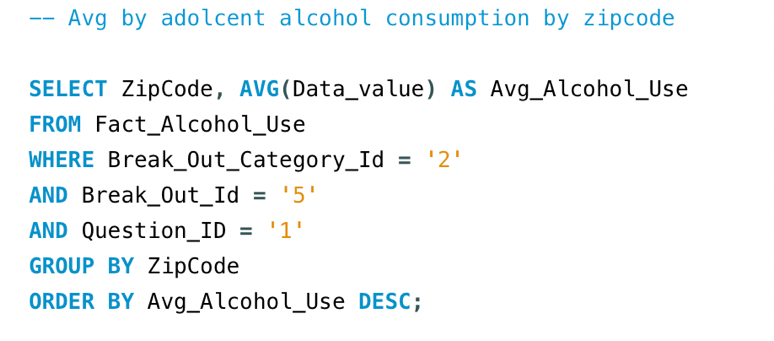 -- Avg by adolcent alcohol consumption by zipcode
SELECT ZipCode, AVG(Data_value) AS Avg_Alcohol_Use
FROM Fact_Alcohol_Use
WHERE Break_Out_Category_Id = '2'
AND Break_Out_Id = '5'
AND Question_ID = '1'
GROUP BY ZipCode
ORDER BY Avg_Alcohol_Use DESC;